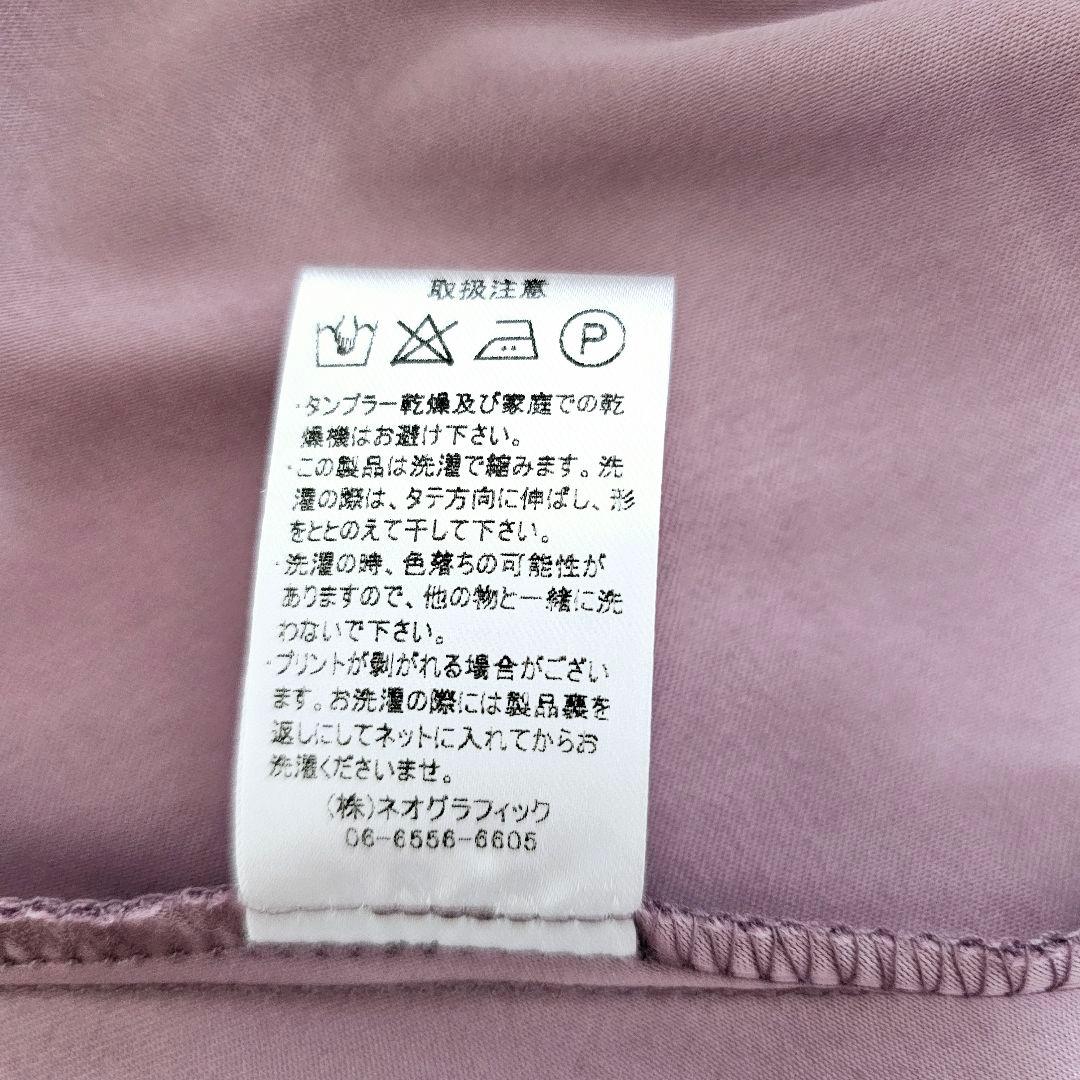 取扱注意
P
・タンブラー乾燥及び家庭での乾
燥機はお避け下さい。
・この製品は洗濯で縮みます。洗
濯の際は、タテ方向に伸ばし、形
をととのえて干して下さい。
・洗濯の時、色落ちの可能性が
ありますので、他の物と一緒に洗
わないで下さい。
・プリントが剝がれる場合がござい
ます。お洗濯の際には製品裏を
返しにしてネットに入れてからお
洗濯くださいませ。
(株)ネオグラフィック
06-6556-6605